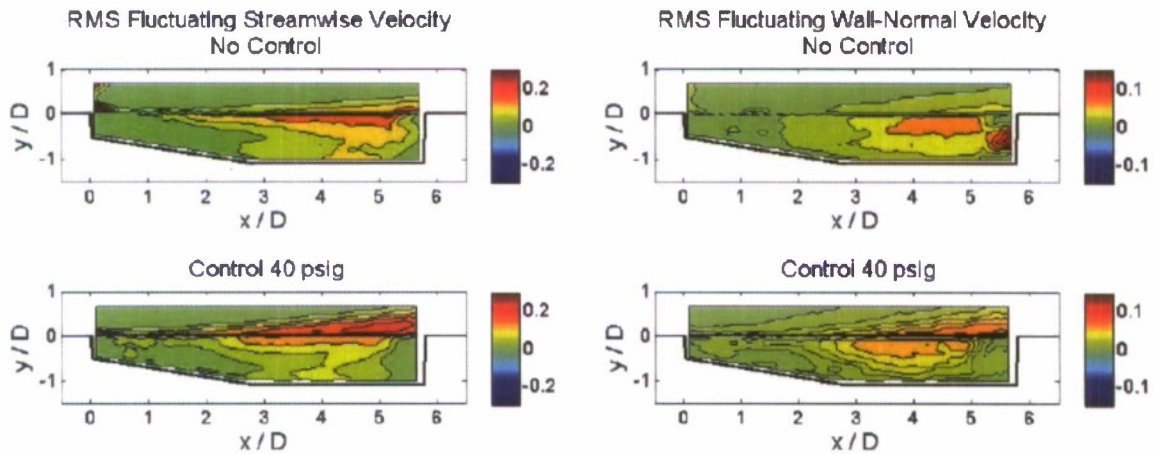 RMS Fluctuating Streamwise Velocity
No Control
1
0
-1
y / D
0 1 2 3 4 5 6
x / D
0.2
0
-0.2
RMS Fluctuating Wall-Normal Velocity
No Control
1
0
-1
y / D
0 1 2 3 4 5 6
x / D
0.1
0
-0.1
Control 40 psig
1
0
-1
y / D
0 1 2 3 4 5 6
x / D
0.2
0
-0.2
Control 40 psig
1
0
-1
y / D
0 1 2 3 4 5 6
x / D
0.1
0
-0.1